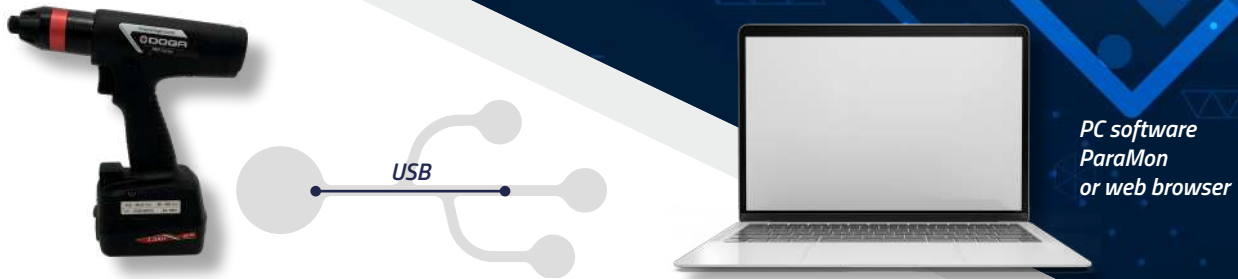 DOGA
USB
PC software
ParaMon
or web browser